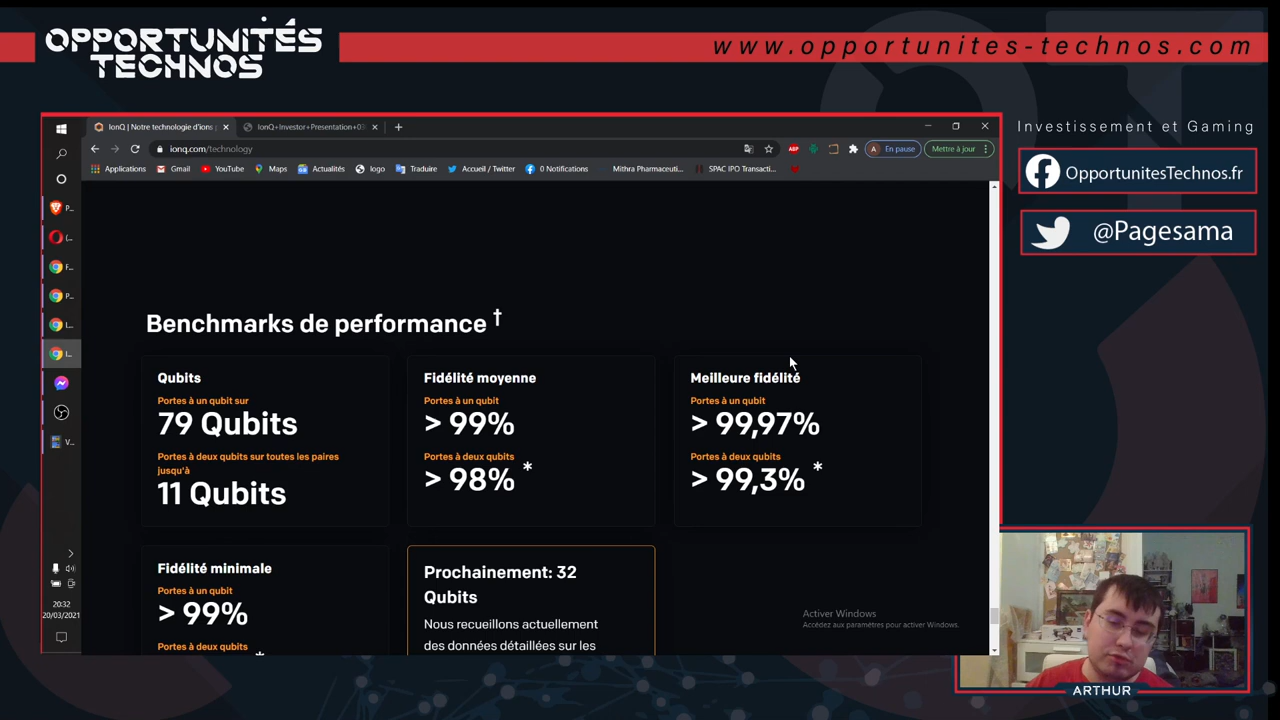 OPPORTUNITÉS
TECHNOS
www.opportunites-technos.com
Investissement et Gaming
OpportunitesTechnos.fr
@Pagesama
IonQ | Notre technologie d'ions
IonQ+Investor+Presentation+0
ionq.com/technology
En pause
Mettre à jour
Applications
Gmail
YouTube
Maps
Actualités
logo
Traduire
Accueil / Twitter
0 Notifications
Mithra Pharmaceuti...
SPAC IPO Transacti...
Benchmarks de performance †
Qubits
Portes à un qubit sur
79 Qubits
Portes à deux qubits sur toutes les paires
jusqu'à
11 Qubits
Fidélité moyenne
Portes à un qubit
> 99%
Portes à deux qubits
> 98% *
Meilleure fidélité
Portes à un qubit
> 99,97%
Portes à deux qubits
> 99,3% *
Fidélité minimale
Portes à un qubit
> 99%
Portes à deux qubits
*
Prochainement: 32
Qubits
Nous recueillons actuellement
des données détaillées sur les
Activer Windows
Accédez aux paramètres pour activer Windows.
P...
(...
F...
P...
I...
I...
V...
20:32
20/03/2021
ARTHUR